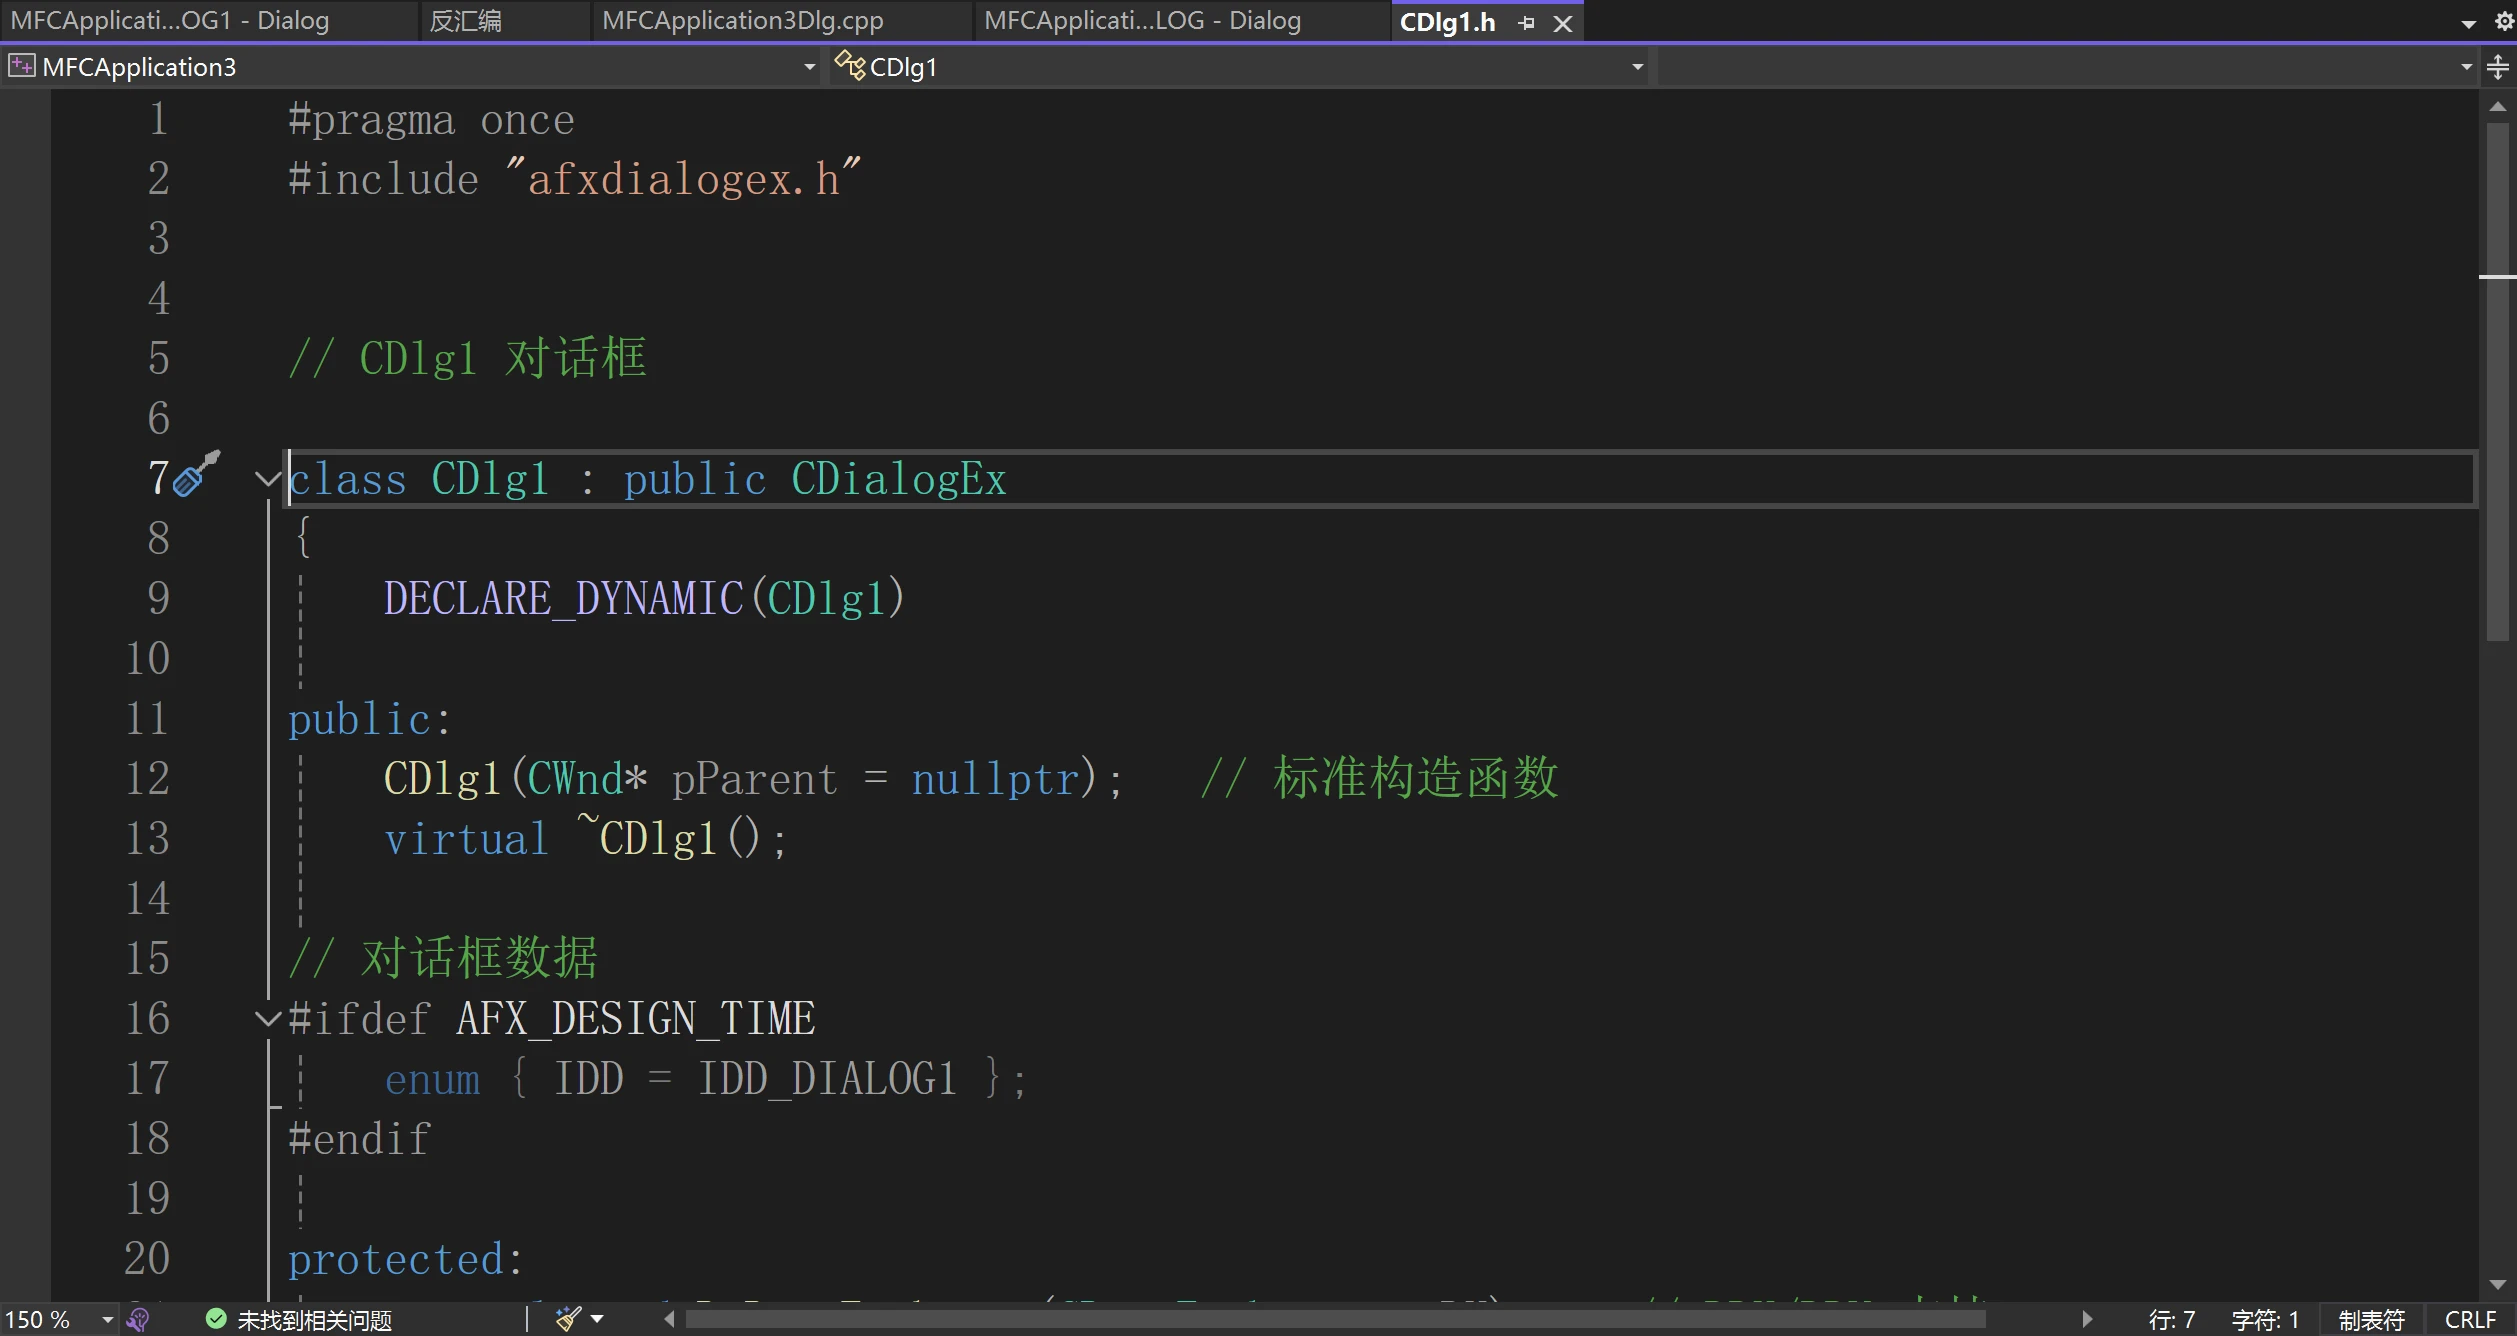 MFCApplicati...OG1 - Dialog 反汇编 MFCApplication3Dlg.cpp MFCApplicati...LOG - Dialog CDlg1.h
MFCApplication3 CDlg1
1 #pragma once
2 #include "afxdialogex.h"
3
4
5 // CDlg1 对话框
6
7 class CDlg1 : public CDialogEx
8 {
9 DECLARE_DYNAMIC(CDlg1)
10
11 public:
12 CDlg1(CWnd* pParent = nullptr); // 标准构造函数
13 virtual ~CDlg1();
14
15 // 对话框数据
16 #ifdef AFX_DESIGN_TIME
17 enum { IDD = IDD_DIALOG1 };
18 #endif
19
20 protected:
150 % 未找到相关问题 行: 7 字符: 1 制表符 CRLF